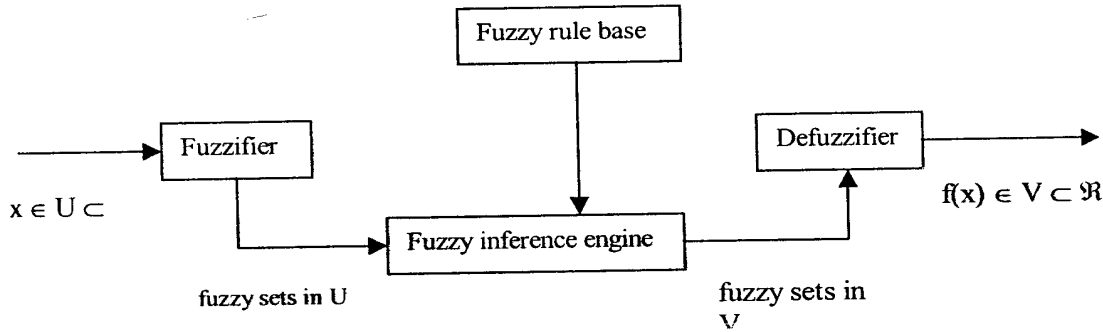 Fuzzy rule base
Fuzzifier
Defuzzifier
x ∈ U ⊂
f(x) ∈ V ⊂ ℜ
Fuzzy inference engine
fuzzy sets in U
fuzzy sets in
V